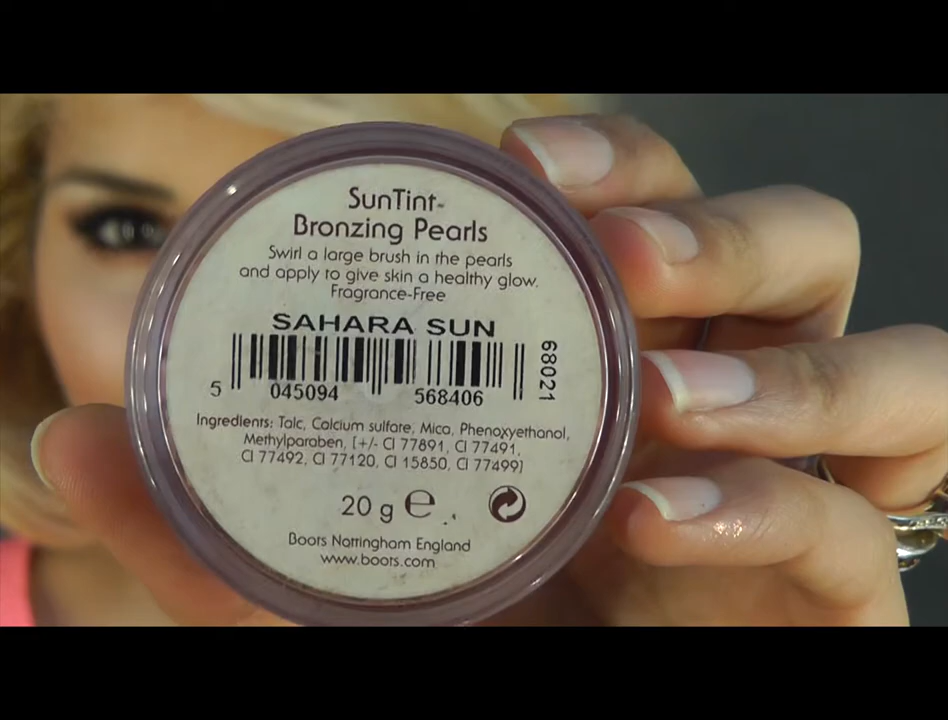 SunTint
Bronzing Pearls
Swirl a large brush in the pearls
and apply to give skin a healthy glow.
Fragrance-Free
SAHARA SUN
68021
5 045094 568406
Ingredients: Talc, Calcium sulfate, Mica, Phenoxyethanol,
Methylparaben, [+/- CI 77891, CI 77491,
CI 77492, CI 77120, CI 15850, CI 77499]
20 g ℮
Boots Nottingham England
www.boots.com